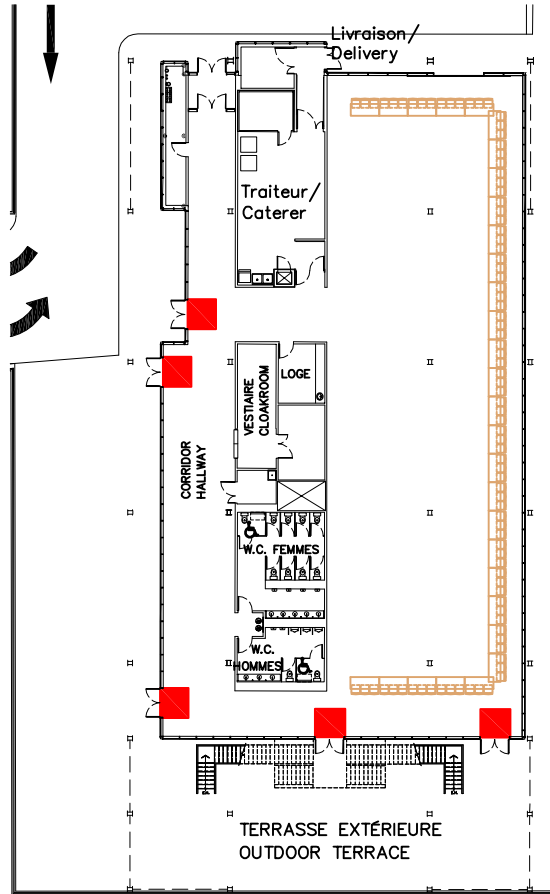 Livraison/
Delivery
Traiteur/
Caterer
LOGE
VESTIAIRE
CLOAKROOM
CORRIDOR
HALLWAY
W.C. FEMMES
W.C.
HOMMES
TERRASSE EXTÉRIEURE
OUTDOOR TERRACE